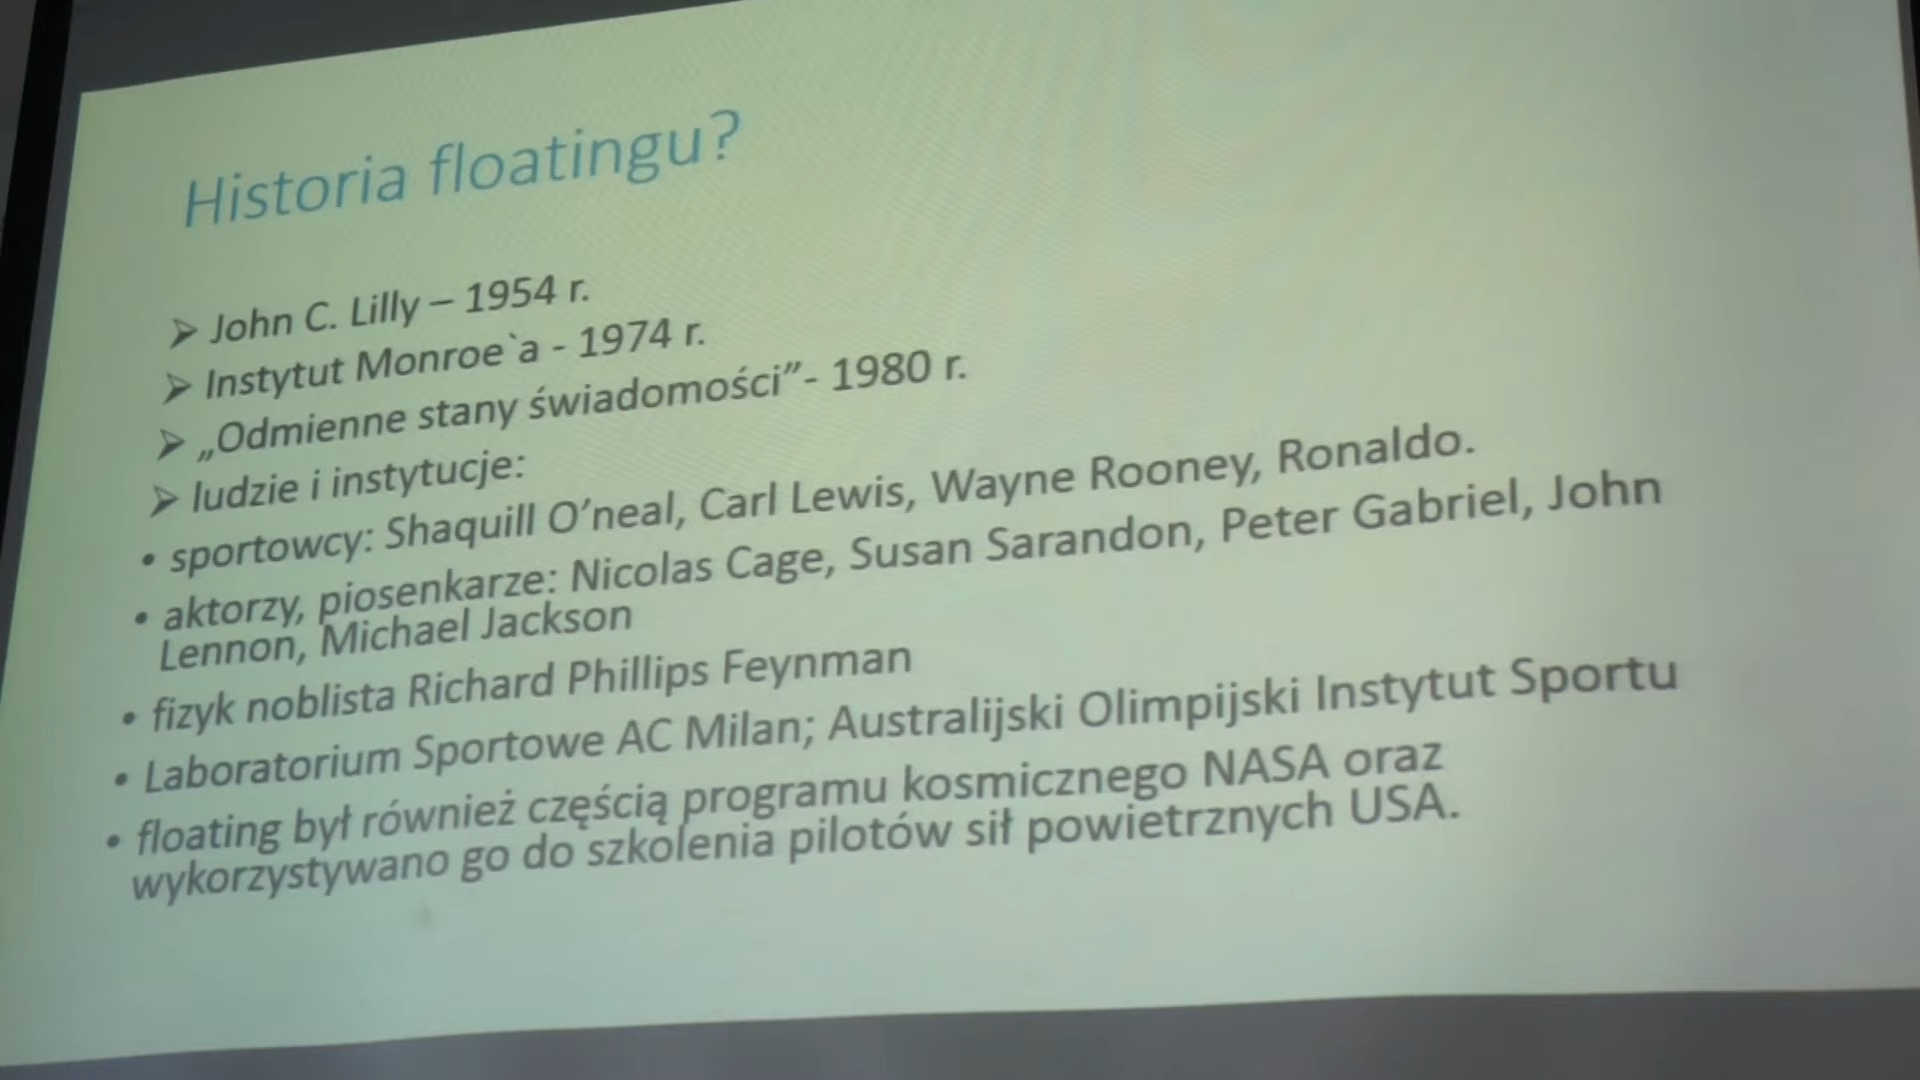 Historia floatingu?
➢ John C. Lilly – 1954 r.
➢ Instytut Monroe`a - 1974 r.
➢ „Odmienne stany świadomości”- 1980 r.
➢ ludzie i instytucje:
• sportowcy: Shaquill O’neal, Carl Lewis, Wayne Rooney, Ronaldo.
• aktorzy, piosenkarze: Nicolas Cage, Susan Sarandon, Peter Gabriel, John
Lennon, Michael Jackson
• fizyk noblista Richard Phillips Feynman
• Laboratorium Sportowe AC Milan; Australijski Olimpijski Instytut Sportu
• floating był również częścią programu kosmicznego NASA oraz
wykorzystywano go do szkolenia pilotów sił powietrznych USA.